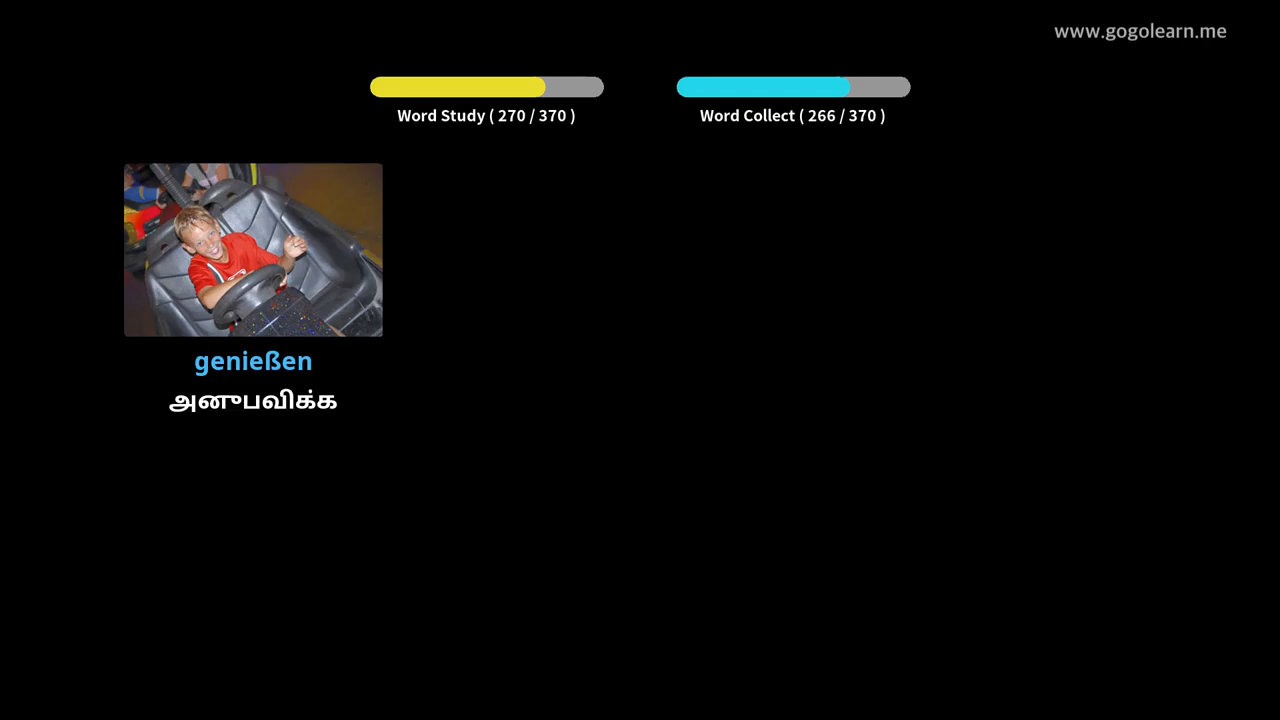 www.gogolearn.me
Word Study ( 270 / 370 )
Word Collect ( 266 / 370 )
genießen
அனுபவிக்க